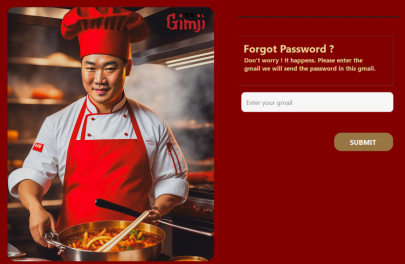 Gimji
Forgot Password ?
Don't worry ! It happens. Please enter the
gmail we will send the password in this gmail.
Enter your gmail
SUBMIT